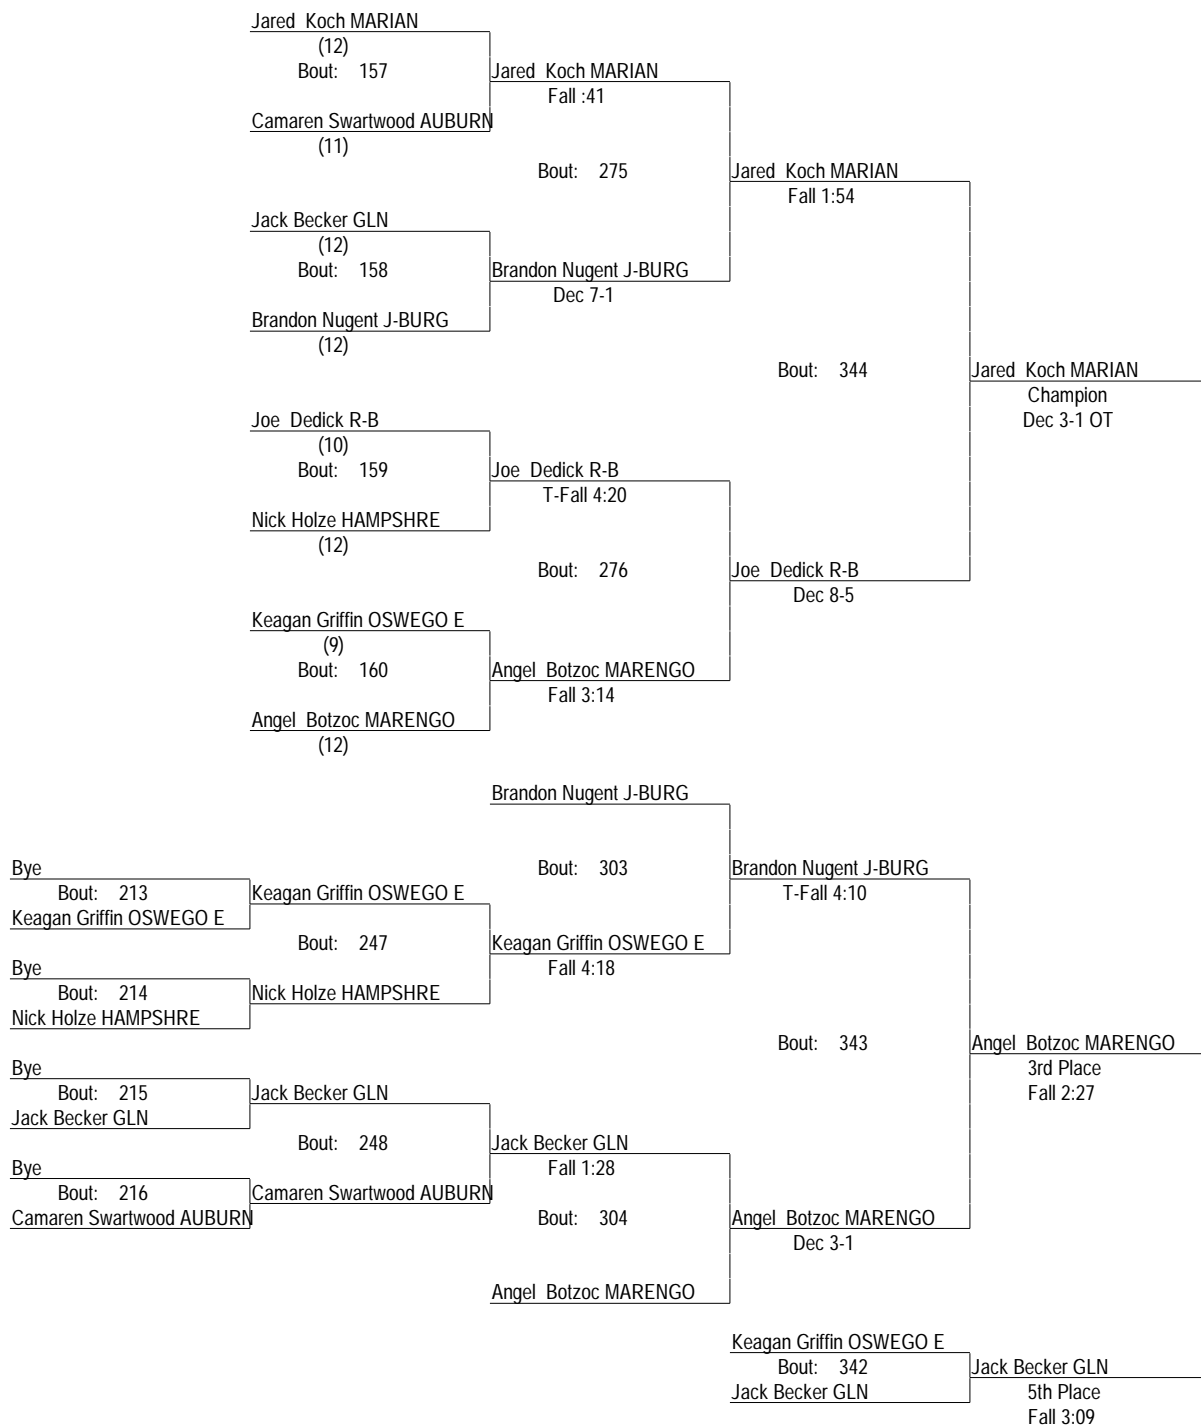 Jared  Koch MARIAN
(12)
Bout: 157
Jared  Koch MARIAN
Fall :41
Camaren Swartwood AUBURN
(11)
Bout: 275
Jared  Koch MARIAN
Fall 1:54
Jack Becker GLN
(12)
Bout: 158
Brandon Nugent J-BURG
Dec 7-1
Brandon Nugent J-BURG
(12)
Bout: 344
Jared  Koch MARIAN
Champion
Dec 3-1 OT
Joe  Dedick R-B
(10)
Bout: 159
Joe  Dedick R-B
T-Fall 4:20
Nick Holze HAMPSHRE
(12)
Bout: 276
Joe  Dedick R-B
Dec 8-5
Keagan Griffin OSWEGO E
(9)
Bout: 160
Angel  Botzoc MARENGO
Fall 3:14
Angel  Botzoc MARENGO
(12)
Brandon Nugent J-BURG
Bout: 303
Brandon Nugent J-BURG
T-Fall 4:10
Bye
Bout: 213
Keagan Griffin OSWEGO E
Keagan Griffin OSWEGO E
Bout: 247
Keagan Griffin OSWEGO E
Fall 4:18
Bye
Bout: 214
Nick Holze HAMPSHRE
Nick Holze HAMPSHRE
Bout: 343
Angel  Botzoc MARENGO
3rd Place
Fall 2:27
Bye
Bout: 215
Jack Becker GLN
Jack Becker GLN
Bout: 248
Jack Becker GLN
Fall 1:28
Bye
Bout: 216
Camaren Swartwood AUBURN
Camaren Swartwood AUBURN
Bout: 304
Angel  Botzoc MARENGO
Dec 3-1
Angel  Botzoc MARENGO
Keagan Griffin OSWEGO E
Bout: 342
Jack Becker GLN
Jack Becker GLN
5th Place
Fall 3:09